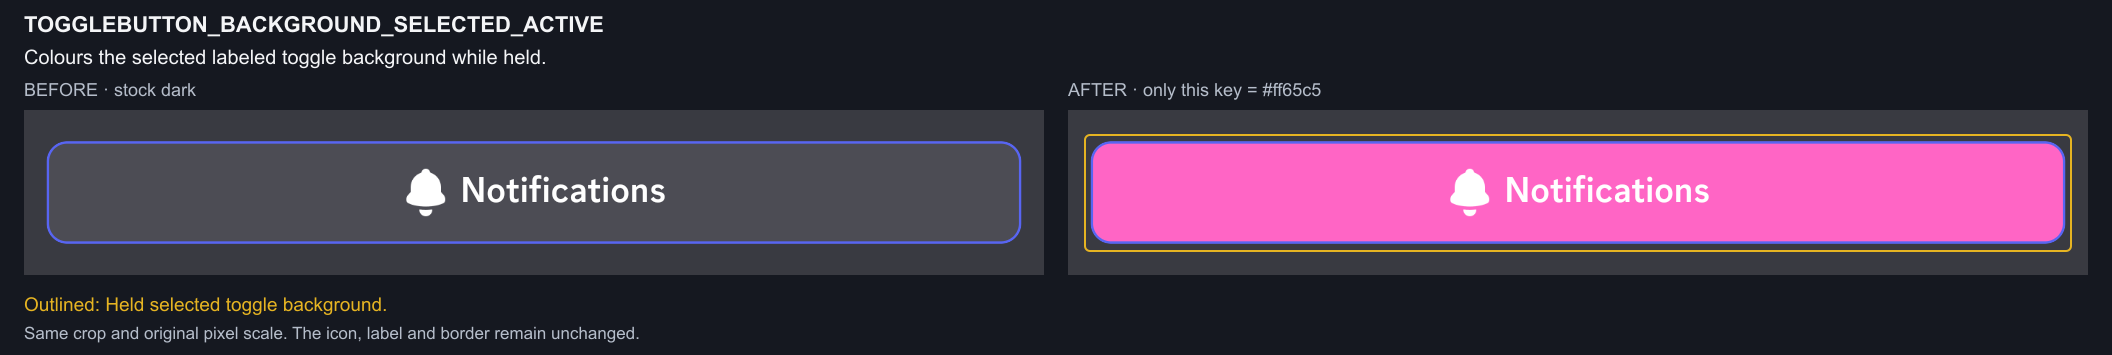 TOGGLEBUTTON_BACKGROUND_SELECTED_ACTIVE
Colours the selected labeled toggle background while held.
BEFORE · stock dark
AFTER · only this key = #ff65c5
Notifications
Notifications
Outlined: Held selected toggle background.
Same crop and original pixel scale. The icon, label and border remain unchanged.